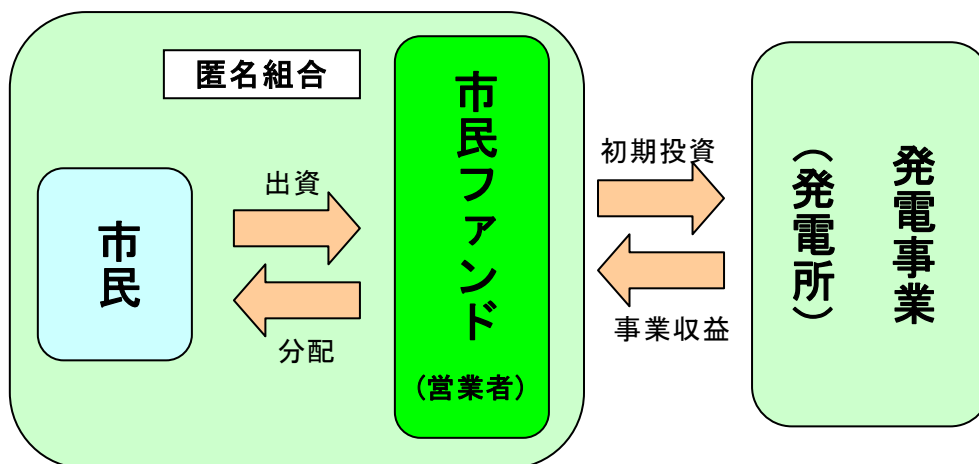 匿名組合
市民
出資
分配
市民ファンド
(営業者)
初期投資
事業収益
発電事業
(発電所)